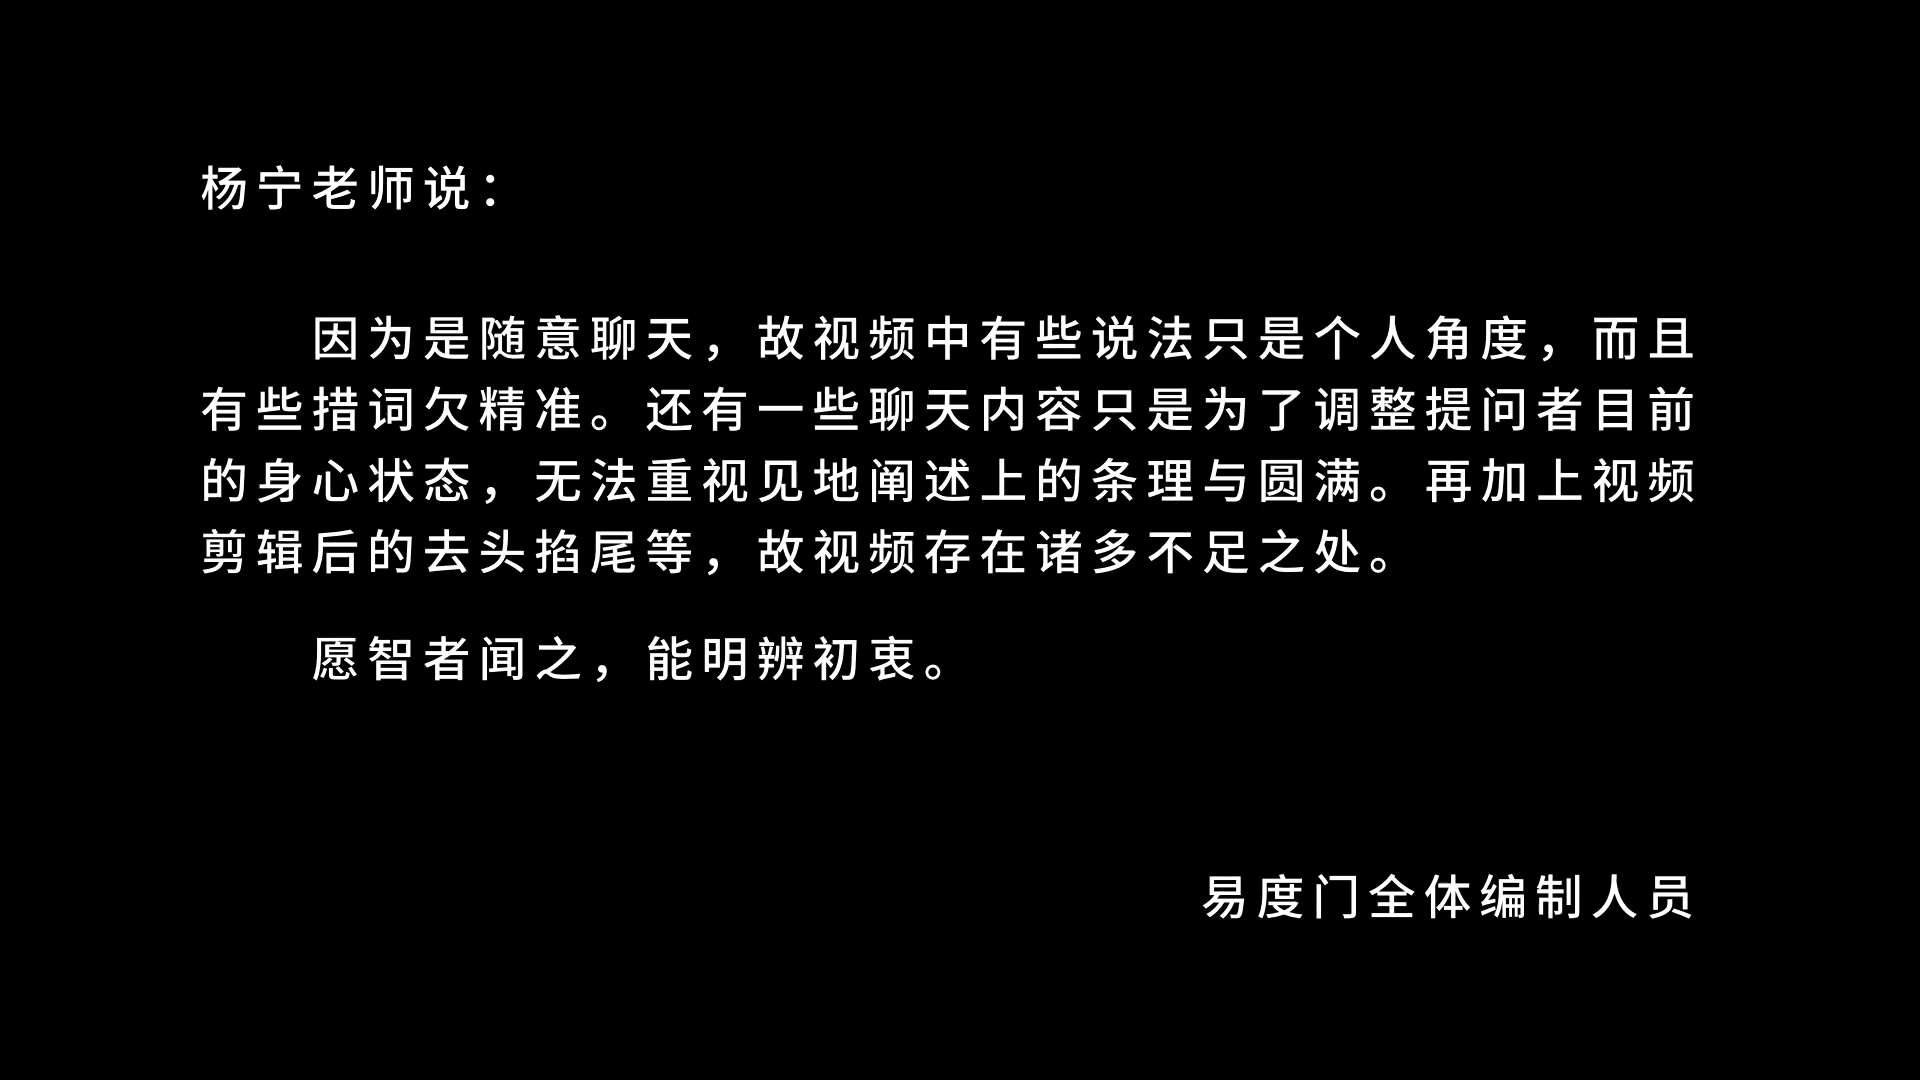 杨宁老师说：
因为是随意聊天，故视频中有些说法只是个人角度，而且
有些措词欠精准。还有一些聊天内容只是为了调整提问者目前
的身心状态，无法重视见地阐述上的条理与圆满。再加上视频
剪辑后的去头掐尾等，故视频存在诸多不足之处。
愿智者闻之，能明辨初衷。
易度门全体编制人员